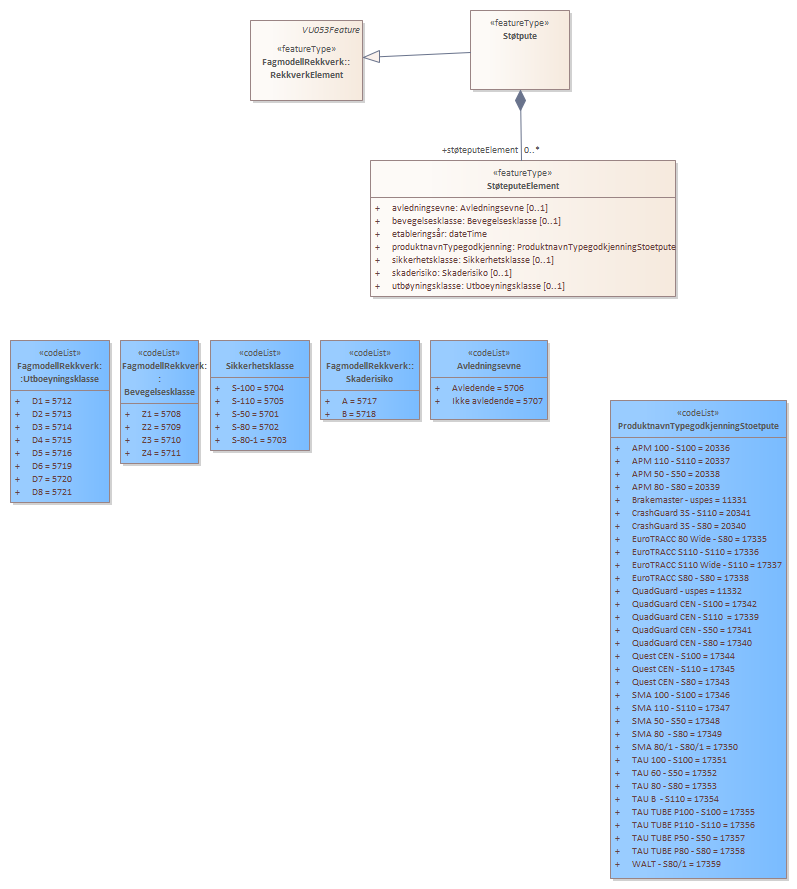 VU053Feature
«featureType»
FagmodellRekkverk::
RekkverkElement
«featureType»
Støtpute
+støteputeElement 0..*
«featureType»
StøteputeElement
+ avledningsevne: Avledningsevne [0..1]
+ bevegelsesklasse: Bevegelsesklasse [0..1]
+ etableringsår: dateTime
+ produktnavnTypegodkjenning: ProduktnavnTypegodkjenningStoetpute
+ sikkerhetsklasse: Sikkerhetsklasse [0..1]
+ skaderisiko: Skaderisiko [0..1]
+ utbøyningsklasse: Utboeyningsklasse [0..1]
«codeList»
FagmodellRekkverk:
:Utboeyningsklasse
+ D1 = 5712
+ D2 = 5713
+ D3 = 5714
+ D4 = 5715
+ D5 = 5716
+ D6 = 5719
+ D7 = 5720
+ D8 = 5721
«codeList»
FagmodellRekkverk:
:
Bevegelsesklasse
+ Z1 = 5708
+ Z2 = 5709
+ Z3 = 5710
+ Z4 = 5711
«codeList»
Sikkerhetsklasse
+ S-100 = 5704
+ S-110 = 5705
+ S-50 = 5701
+ S-80 = 5702
+ S-80-1 = 5703
«codeList»
FagmodellRekkverk::
Skaderisiko
+ A = 5717
+ B = 5718
«codeList»
Avledningsevne
+ Avledende = 5706
+ Ikke avledende = 5707
«codeList»
ProduktnavnTypegodkjenningStoetpute
+ APM 100 - S100 = 20336
+ APM 110 - S110 = 20337
+ APM 50 - S50 = 20338
+ APM 80 - S80 = 20339
+ Brakemaster - uspes = 11331
+ CrashGuard 3S - S110 = 20341
+ CrashGuard 3S - S80 = 20340
+ EuroTRACC 80 Wide - S80 = 17335
+ EuroTRACC S110 - S110 = 17336
+ EuroTRACC S110 Wide - S110 = 17337
+ EuroTRACC S80 - S80 = 17338
+ QuadGuard - uspes = 11332
+ QuadGuard CEN - S100 = 17342
+ QuadGuard CEN - S110 = 17339
+ QuadGuard CEN - S50 = 17341
+ QuadGuard CEN - S80 = 17340
+ Quest CEN - S100 = 17344
+ Quest CEN - S110 = 17345
+ Quest CEN - S80 = 17343
+ SMA 100 - S100 = 17346
+ SMA 110 - S110 = 17347
+ SMA 50 - S50 = 17348
+ SMA 80 - S80 = 17349
+ SMA 80/1 - S80/1 = 17350
+ TAU 100 - S100 = 17351
+ TAU 60 - S50 = 17352
+ TAU 80 - S80 = 17353
+ TAU B - S110 = 17354
+ TAU TUBE P100 - S100 = 17355
+ TAU TUBE P110 - S110 = 17356
+ TAU TUBE P50 - S50 = 17357
+ TAU TUBE P80 - S80 = 17358
+ WALT - S80/1 = 17359